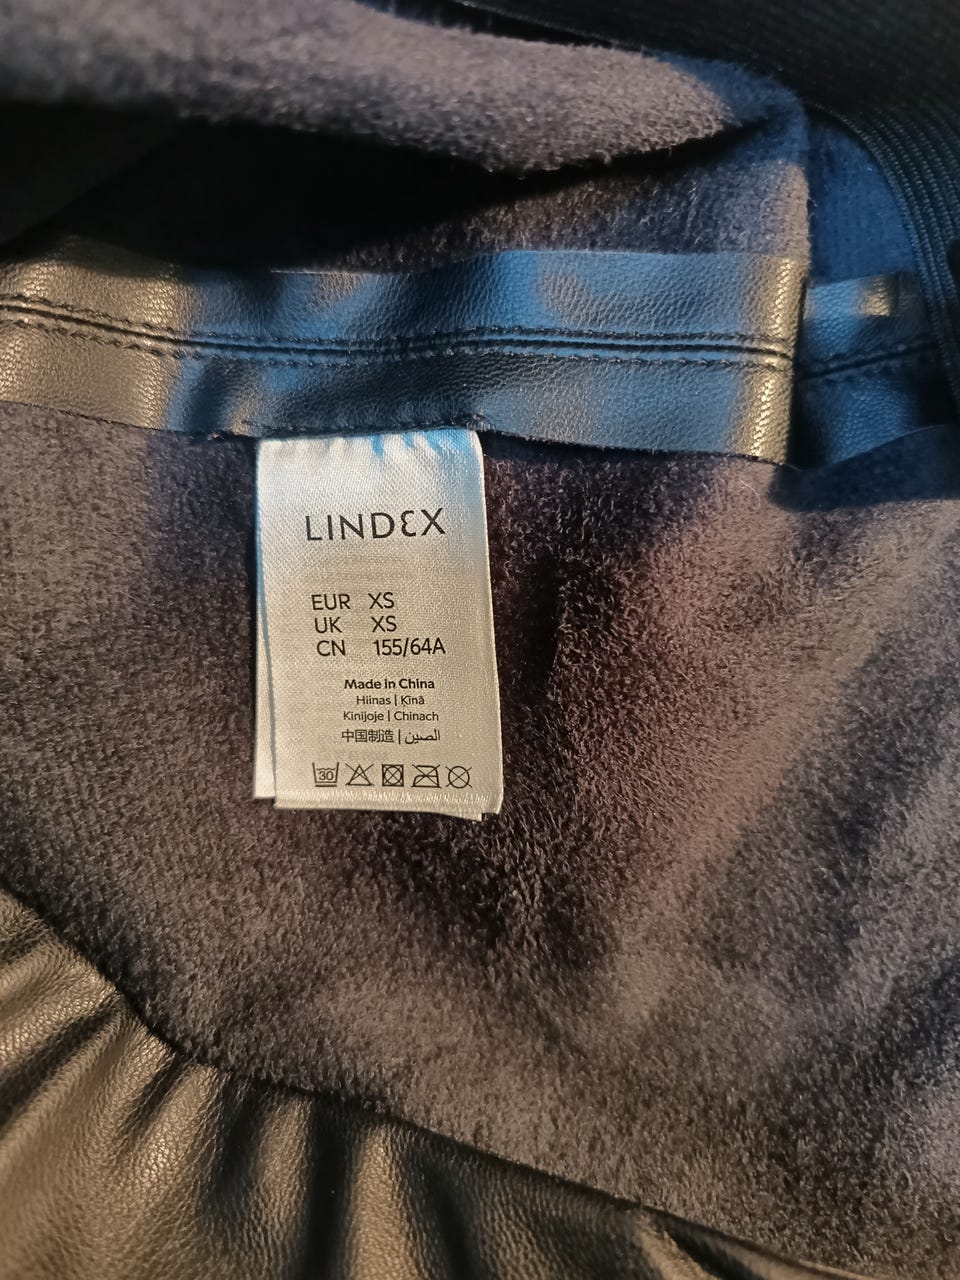 LINDEX
EUR XS
UK XS
CN 155/64A
Made in China
Hiinas | Ķīnā
Kinijoje | Chinach
中国制造 | الصين
30